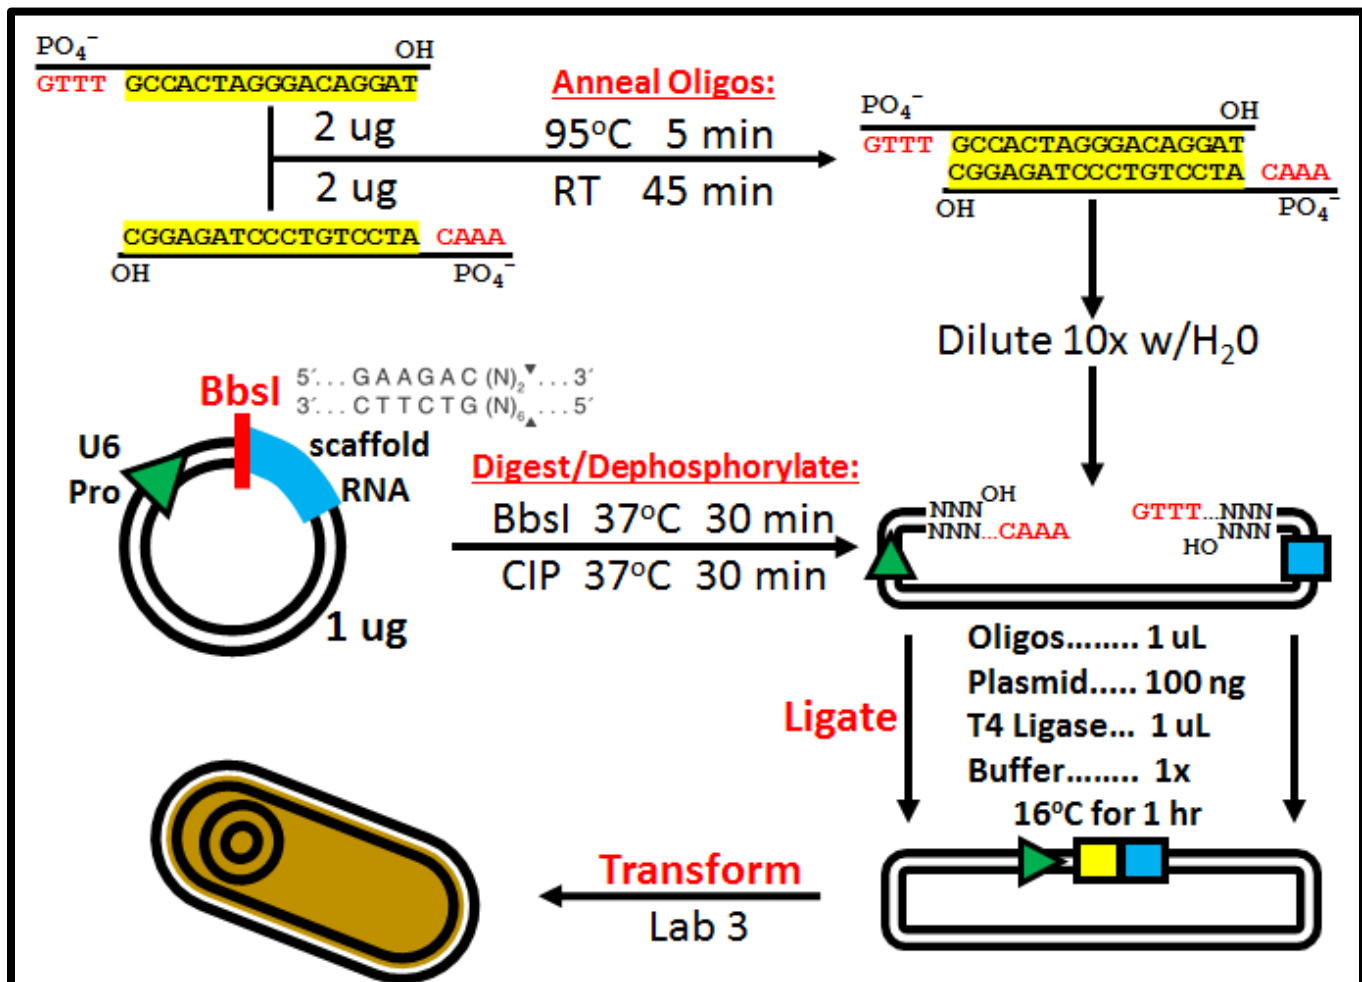 PO₄⁻ OH
GTTT GCCACTAGGGACAGGAT
2 ug
2 ug
CGGAGATCCCTGTCCTA CAAA
OH PO₄⁻
Anneal Oligos:
95°C 5 min
RT 45 min
PO₄⁻ OH
GTTT GCCACTAGGGACAGGAT
CGGAGATCCCTGTCCTA CAAA
OH PO₄⁻
Dilute 10x w/H₂0
BbsI
5′...GAAGAC(N)₂▼...3′
3′...CTTCTG(N)₆▲...5′
U6
Pro
scaffold
RNA
1 ug
Digest/Dephosphorylate:
BbsI 37°C 30 min
CIP 37°C 30 min
NNN OH
NNN...CAAA
GTTT...NNN
HO NNN
Ligate
Oligos........ 1 uL
Plasmid..... 100 ng
T4 Ligase... 1 uL
Buffer........ 1x
16°C for 1 hr
Transform
Lab 3